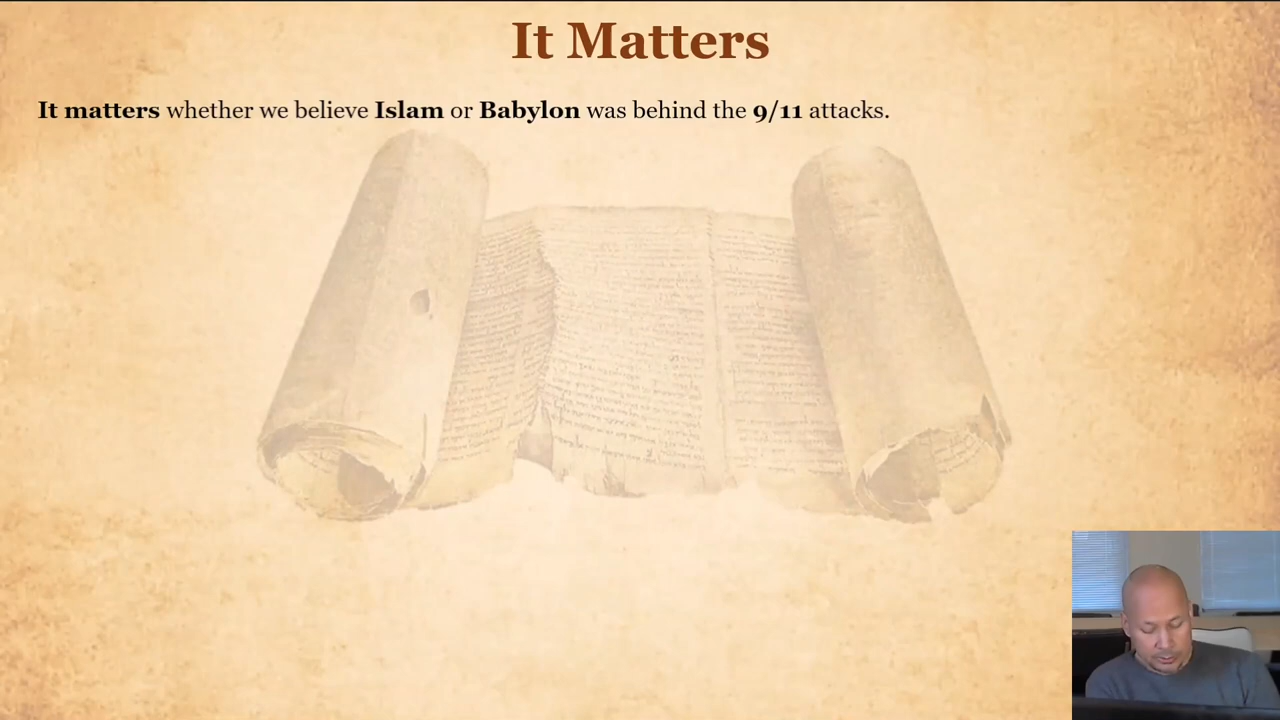 It Matters
It matters whether we believe Islam or Babylon was behind the 9/11 attacks.